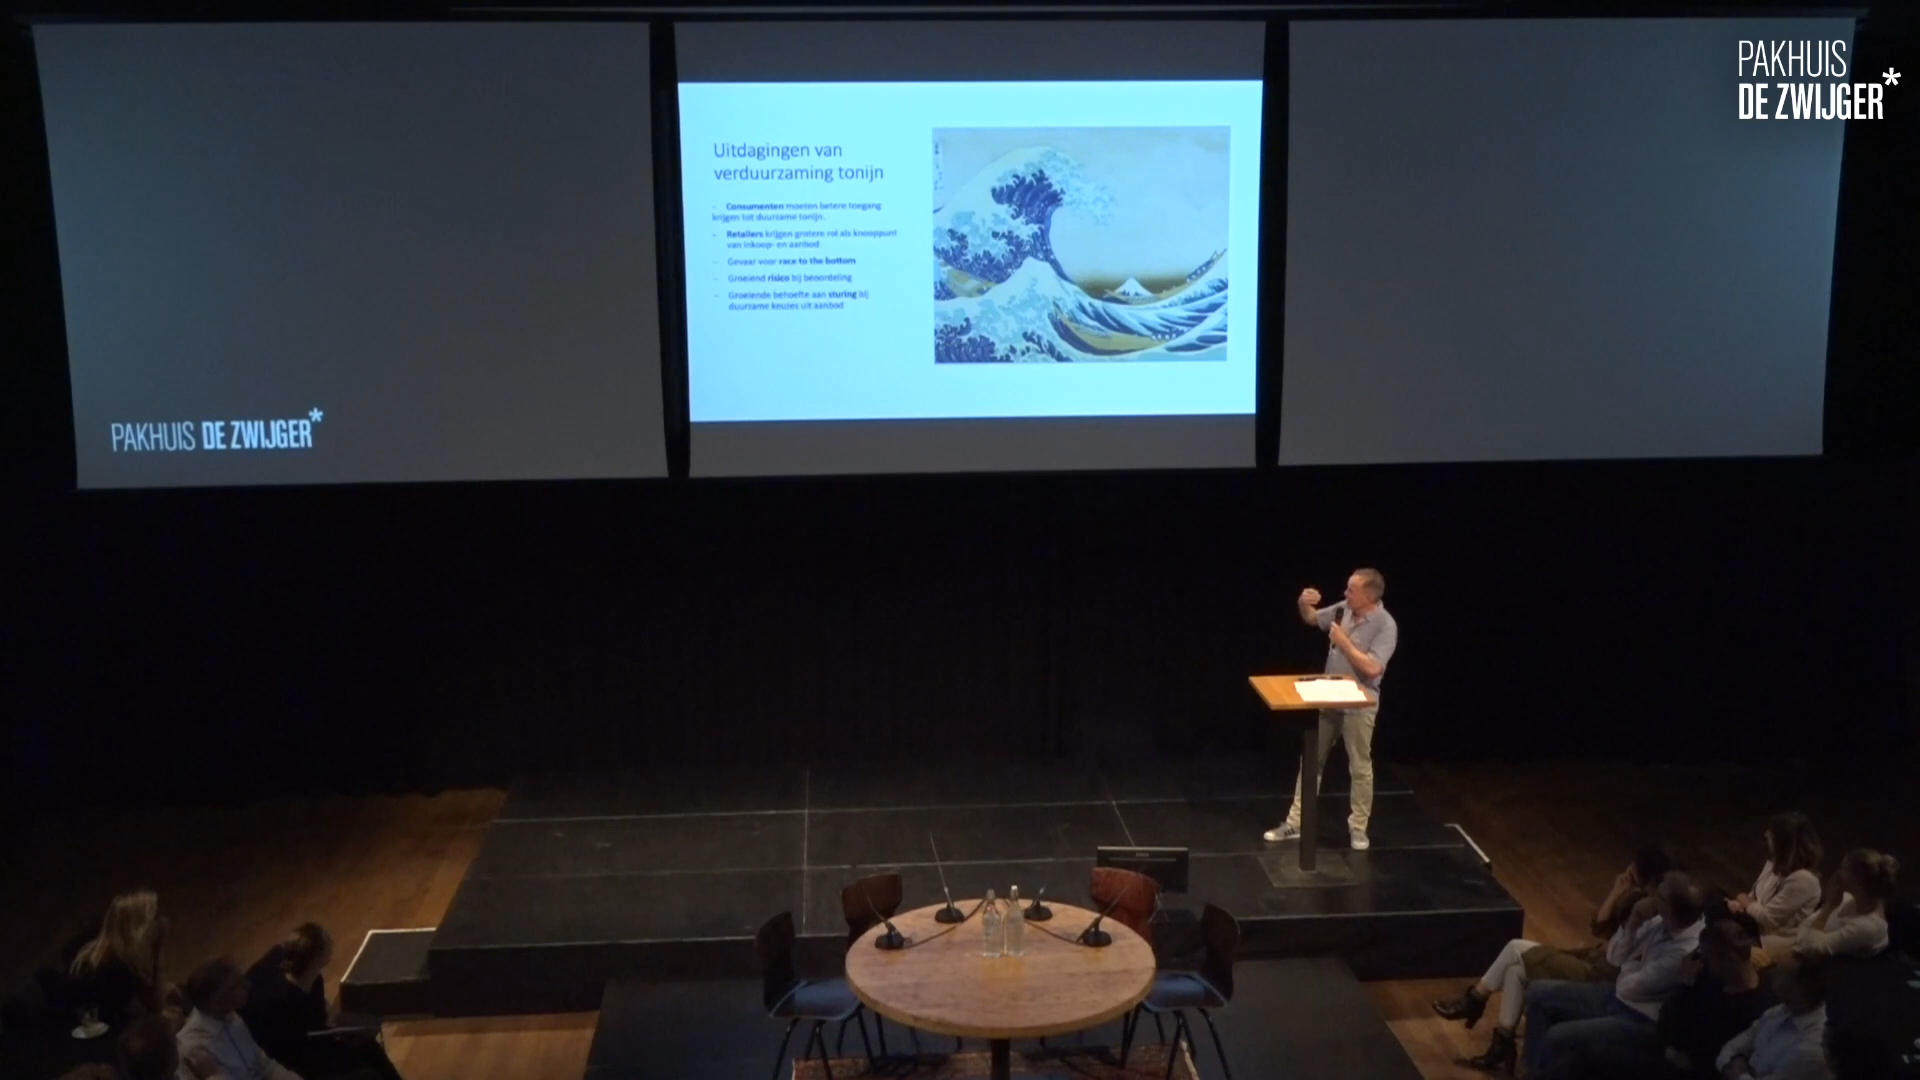 PAKHUIS
DE ZWIJGER*
Uitdagingen van
verduurzaming tonijn
- Consumenten moeten betere toegang
krijgen tot duurzame tonijn.
- Retailers krijgen grotere rol als knooppunt
van inkoop- en aanbod
- Gevaar voor race to the bottom
- Groeiend risico bij beoordeling
- Groeiende behoefte aan sturing bij
duurzame keuzes uit aanbod
PAKHUIS DE ZWIJGER*